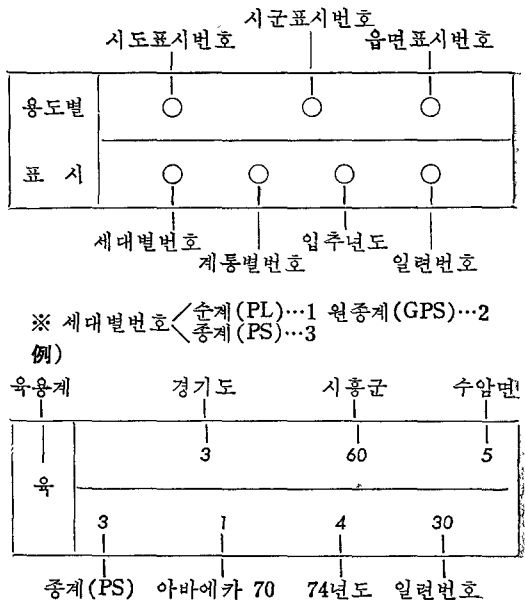 시군표시번호
시도표시번호 읍면표시번호
용도별 ○ ○ ○
표 시 ○ ○ ○ ○
세대별번호 입추년도
계통별번호 일련번호
※ 세대별번호 순계(PL)…1 원종계(GPS)…2
종계(PS)…3
例)
육용계 경기도 시흥군 수암면
3 60 5
육
3 1 4 30
종계(PS) 아바에카 70 74년도 일련번호